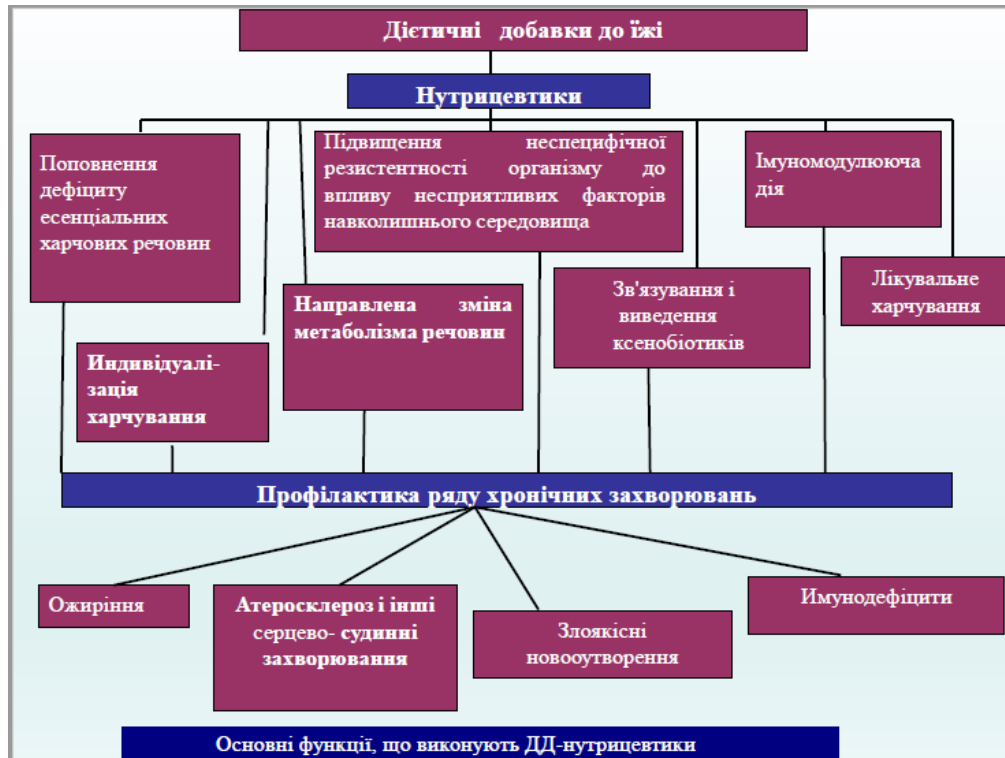 Дієтичні добавки до їжі
Нутрицевтики
Поповнення
дефіциту
есенціальних
харчових речовин
Підвищення неспецифічної
резистентності організму до
впливу несприятливих факторів
навколишнього середовища
Імуномодулююча
дія
Лікувальне
харчування
Направлена зміна
метаболізма речовин
Зв'язування і
виведення
ксенобіотиків
Индивідуалі-
зація
харчування
Профілактика ряду хронічних захворювань
Ожиріння
Атеросклероз і інші
серцево- судинні
захворювання
Злоякісні
новооутворення
Имунодефіцити
Основні функції, що виконують ДД-нутрицевтики